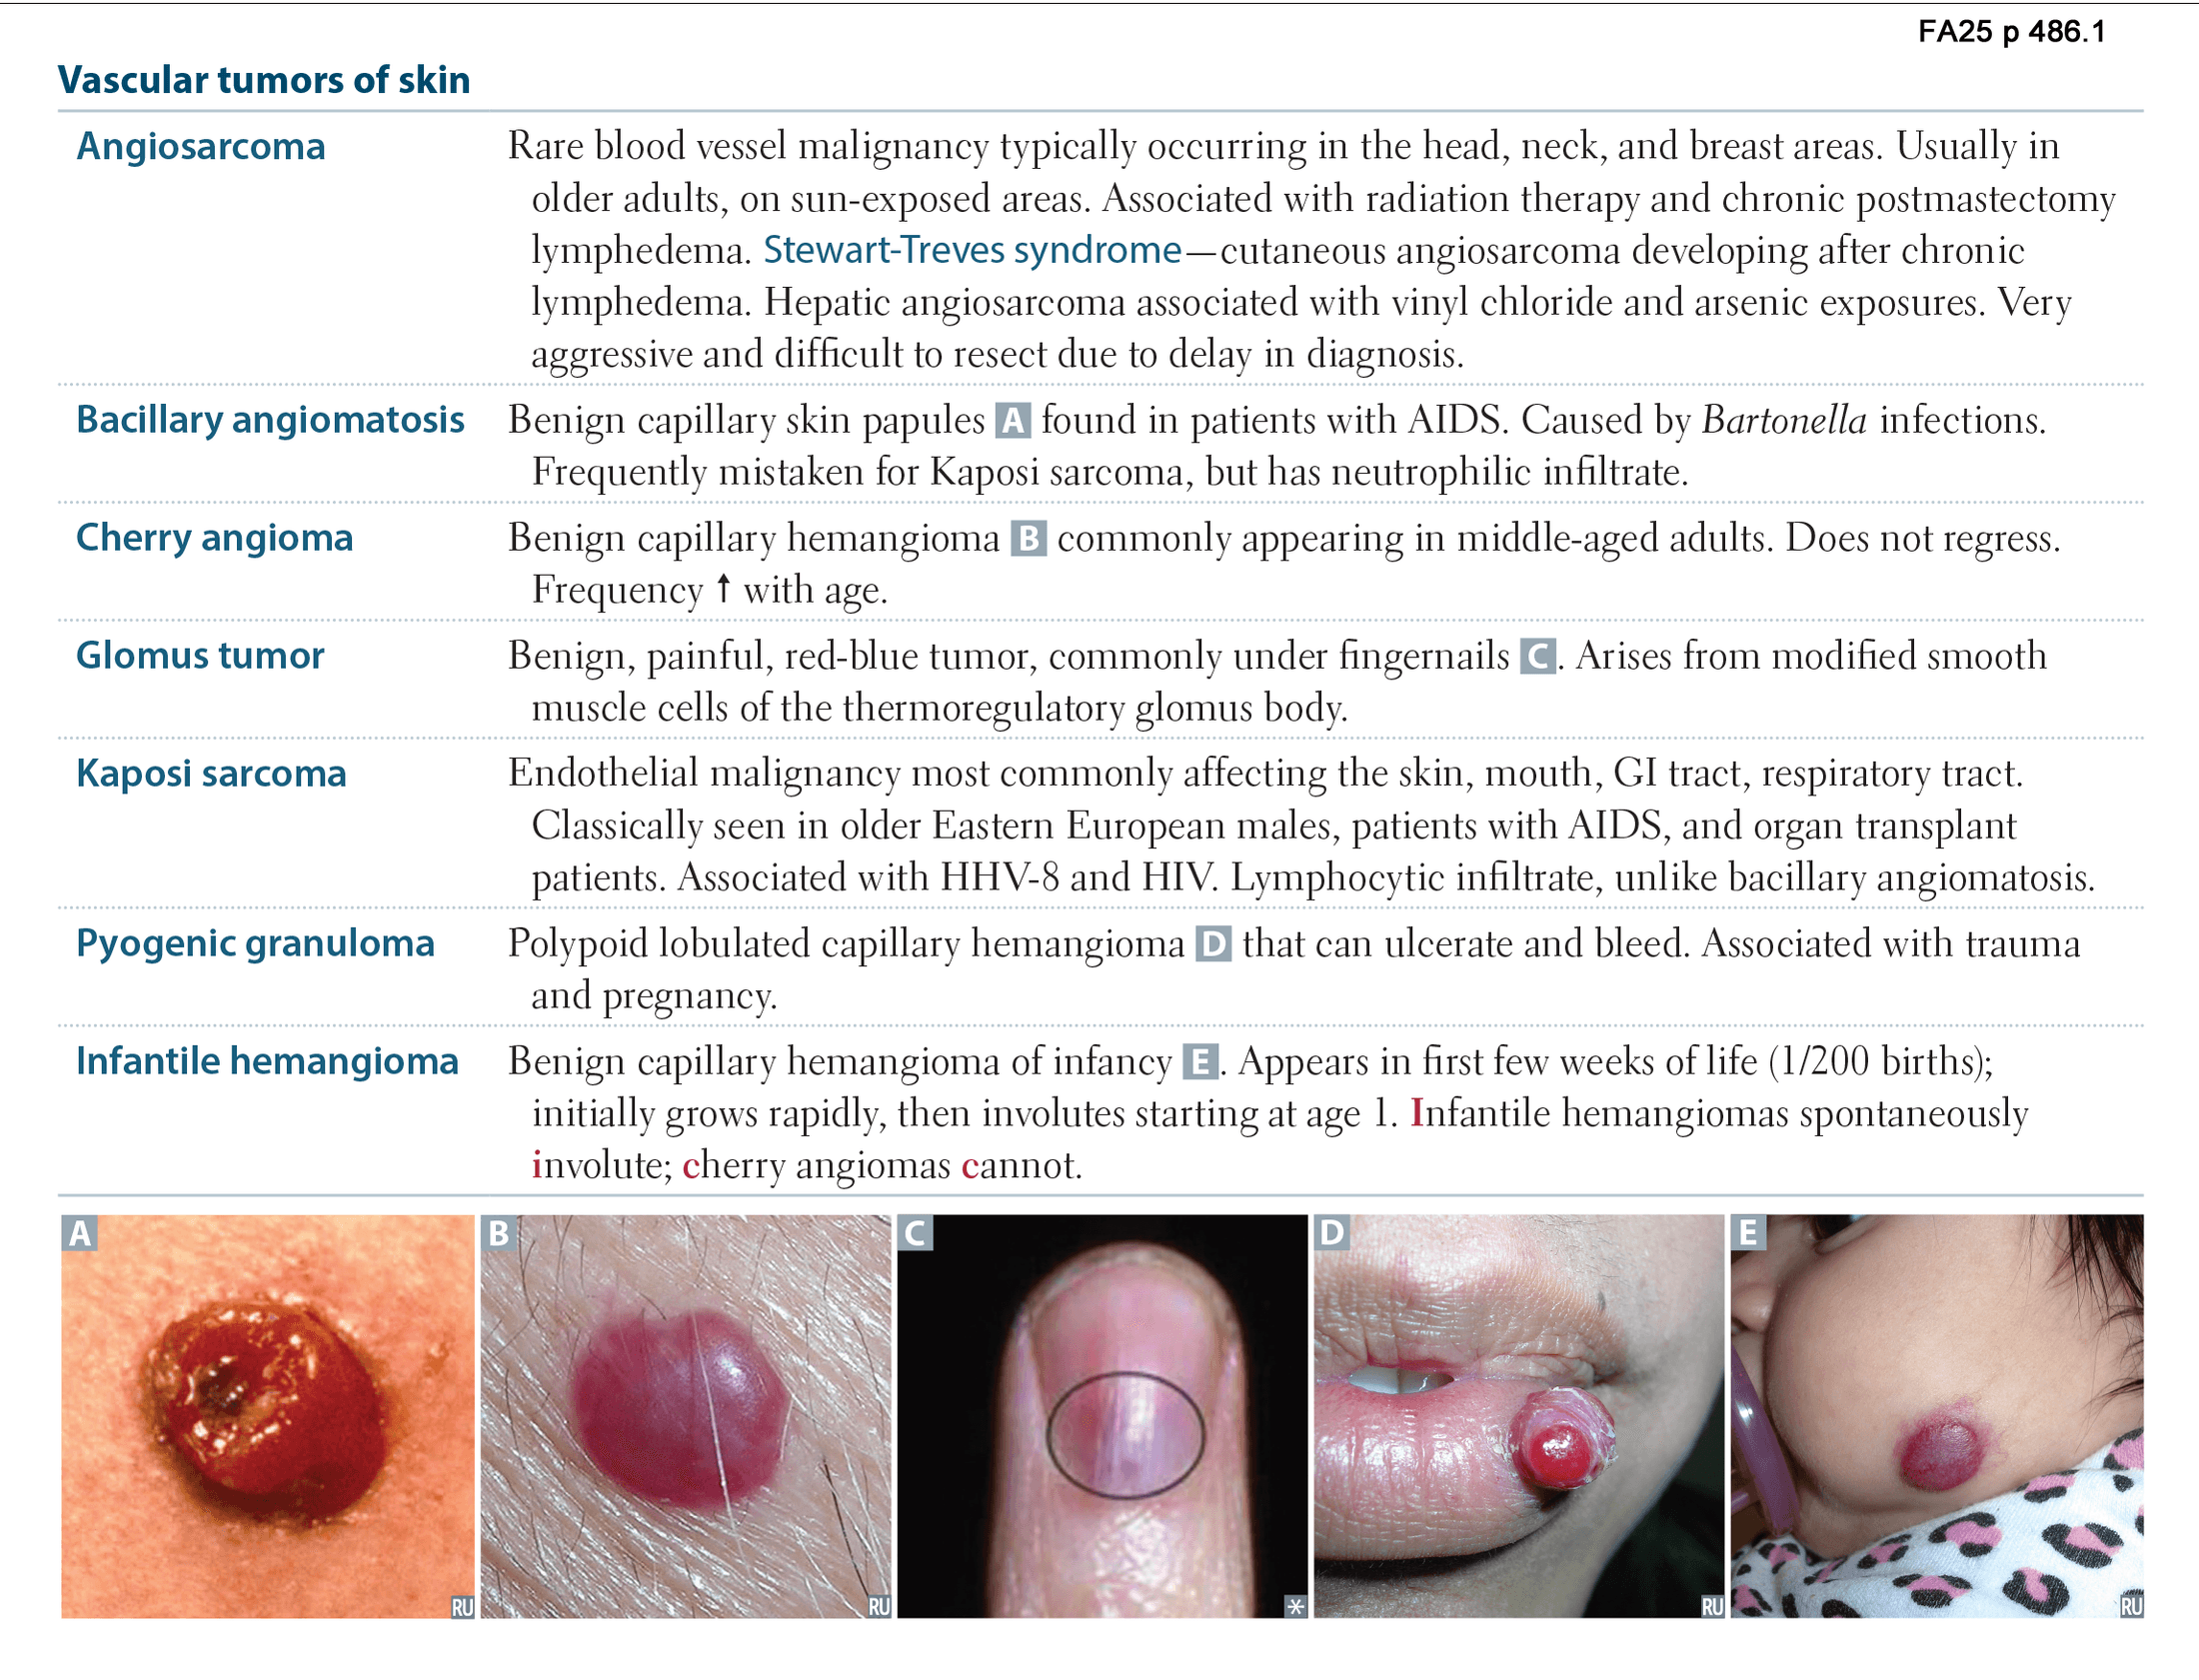 FA25 p 486.1
Vascular tumors of skin
Angiosarcoma
Rare blood vessel malignancy typically occurring in the head, neck, and breast areas. Usually in
older adults, on sun-exposed areas. Associated with radiation therapy and chronic postmastectomy
lymphedema. Stewart-Treves syndrome—cutaneous angiosarcoma developing after chronic
lymphedema. Hepatic angiosarcoma associated with vinyl chloride and arsenic exposures. Very
aggressive and difficult to resect due to delay in diagnosis.
Bacillary angiomatosis
Benign capillary skin papules A found in patients with AIDS. Caused by Bartonella infections.
Frequently mistaken for Kaposi sarcoma, but has neutrophilic infiltrate.
Cherry angioma
Benign capillary hemangioma B commonly appearing in middle-aged adults. Does not regress.
Frequency ↑ with age.
Glomus tumor
Benign, painful, red-blue tumor, commonly under fingernails C. Arises from modified smooth
muscle cells of the thermoregulatory glomus body.
Kaposi sarcoma
Endothelial malignancy most commonly affecting the skin, mouth, GI tract, respiratory tract.
Classically seen in older Eastern European males, patients with AIDS, and organ transplant
patients. Associated with HHV-8 and HIV. Lymphocytic infiltrate, unlike bacillary angiomatosis.
Pyogenic granuloma
Polypoid lobulated capillary hemangioma D that can ulcerate and bleed. Associated with trauma
and pregnancy.
Infantile hemangioma
Benign capillary hemangioma of infancy E. Appears in first few weeks of life (1/200 births);
initially grows rapidly, then involutes starting at age 1. Infantile hemangiomas spontaneously
involute; cherry angiomas cannot.
A
B
C
D
E
RU
RU
*
RU
RU